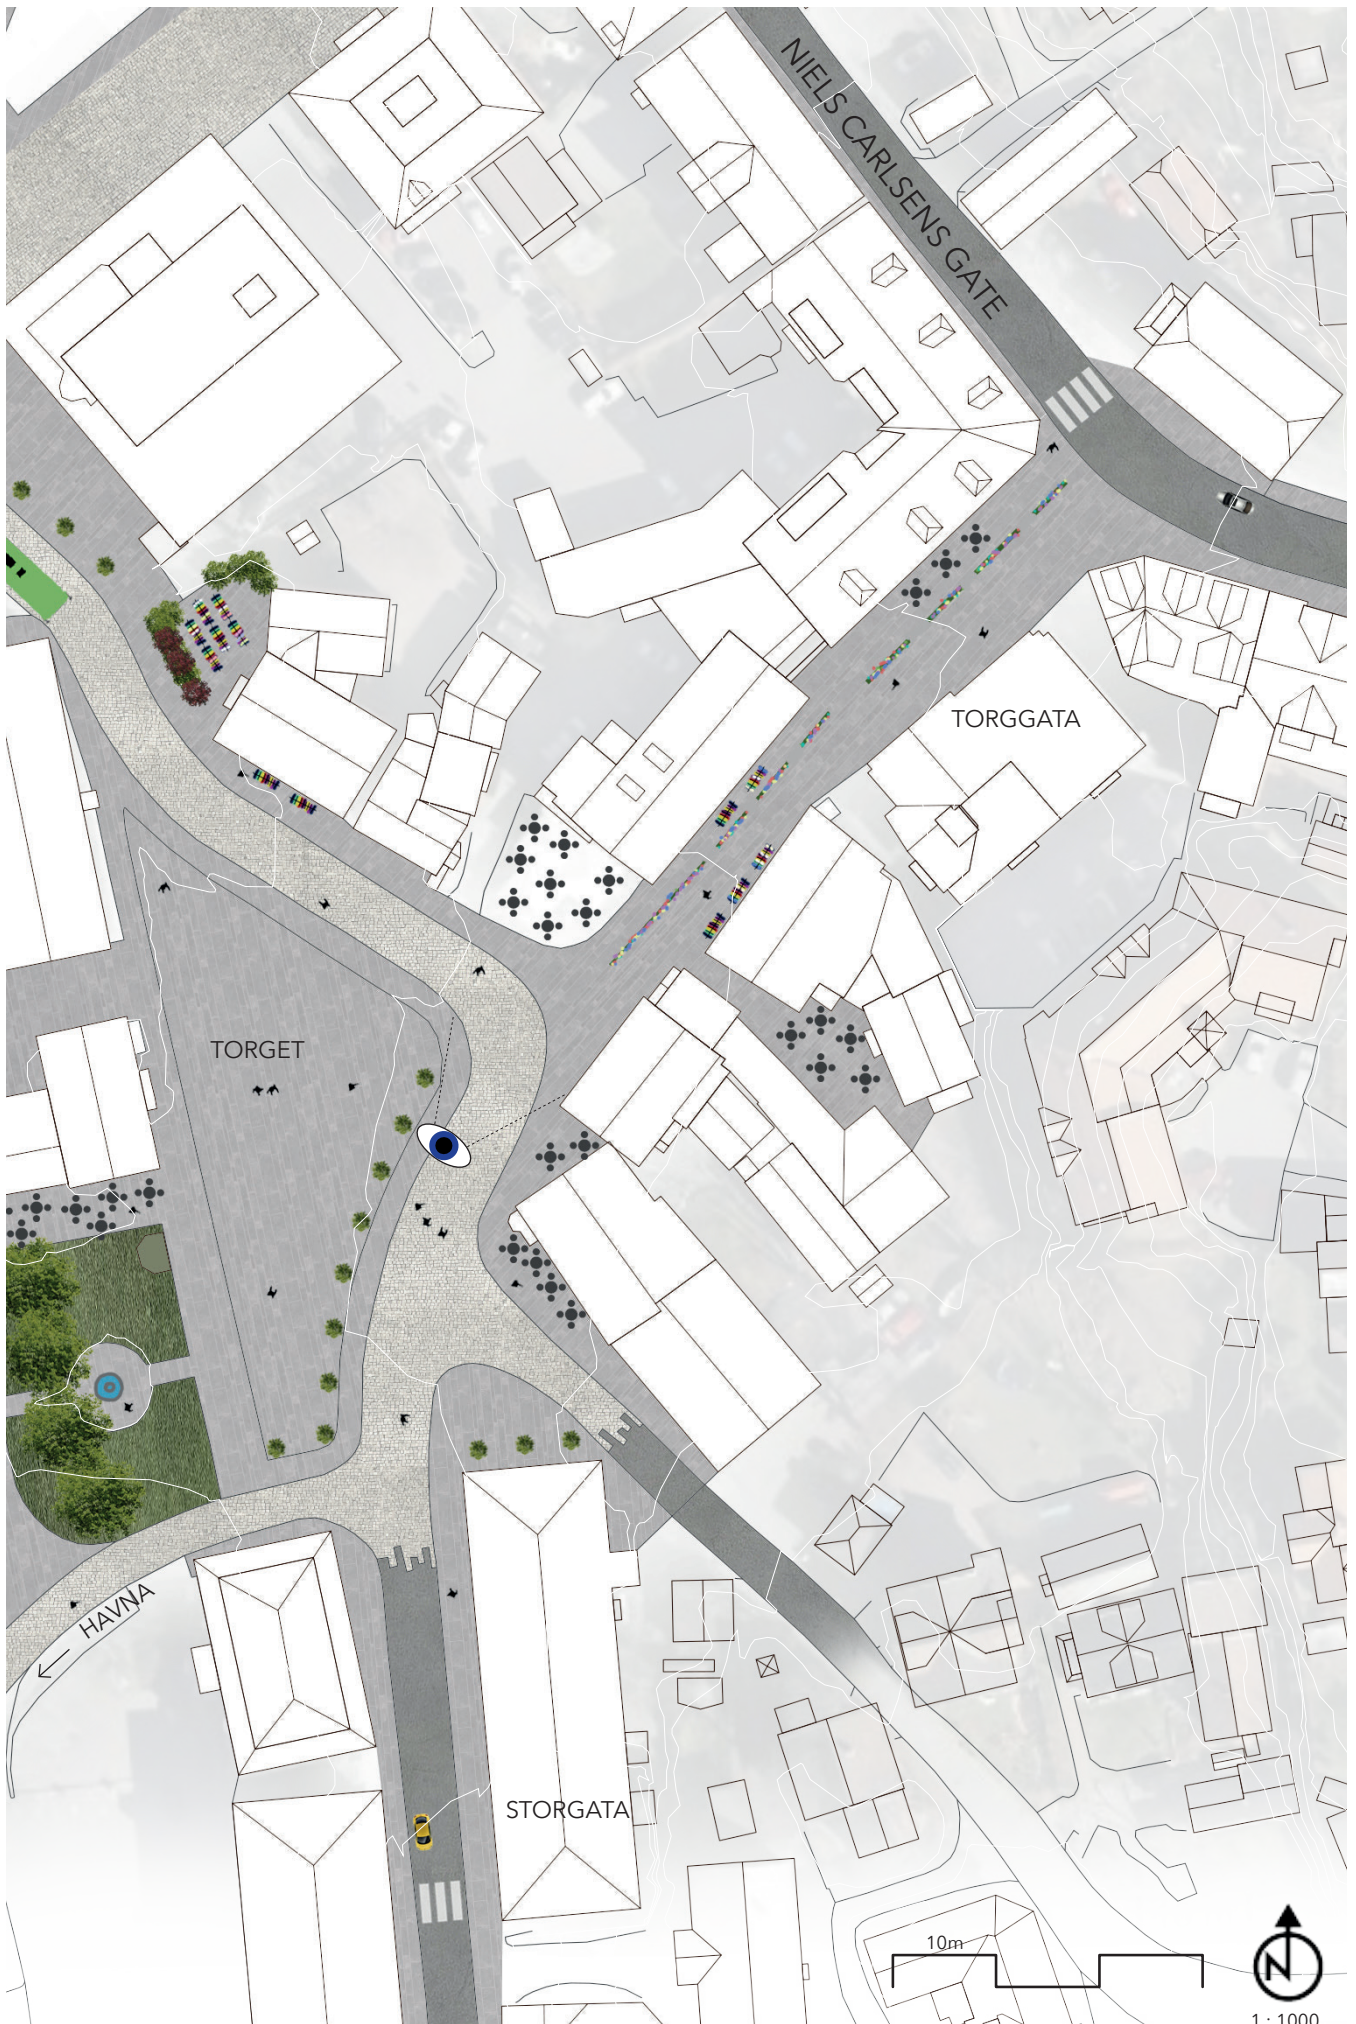 NIELS CARLSENS GATE
TORGGATA
TORGET
HAVNA
STORGATA
10m
N
1 : 1000